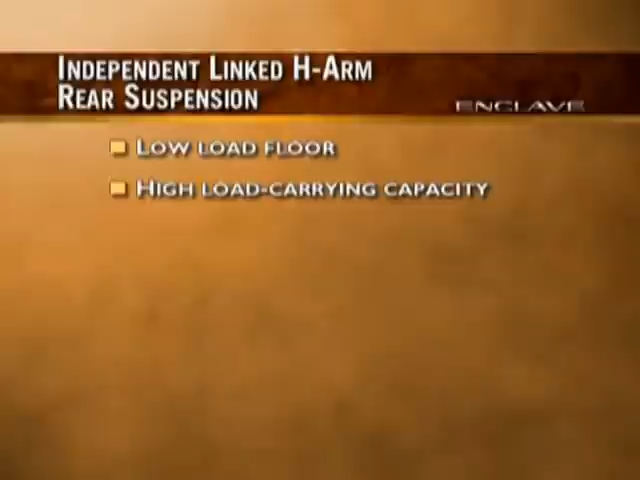 Independent Linked H-Arm
Rear Suspension
ENCLAVE
Low load floor
High load-carrying capacity